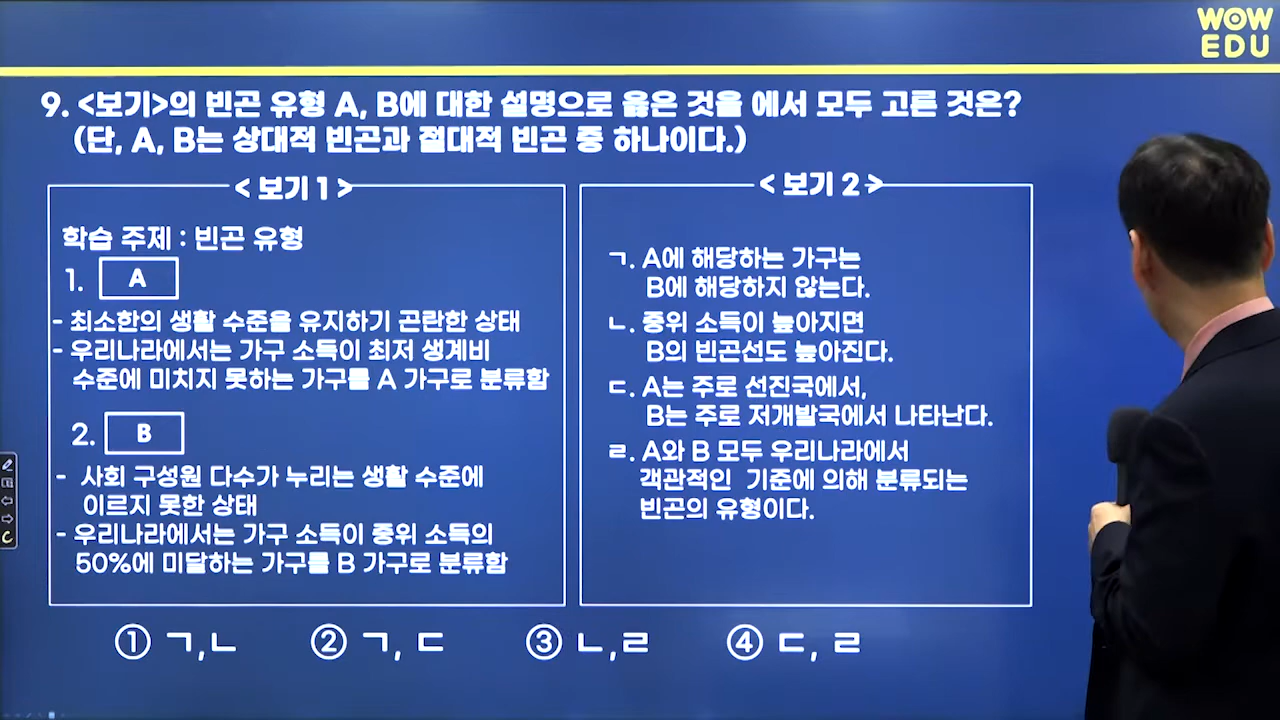 WOW
EDU
9. <보기>의 빈곤 유형 A, B에 대한 설명으로 옳은 것을 에서 모두 고른 것은?
(단, A, B는 상대적 빈곤과 절대적 빈곤 중 하나이다.)
< 보기 1 >
학습 주제 : 빈곤 유형
1. A
- 최소한의 생활 수준을 유지하기 곤란한 상태
- 우리나라에서는 가구 소득이 최저 생계비
수준에 미치지 못하는 가구를 A 가구로 분류함
2. B
- 사회 구성원 다수가 누리는 생활 수준에
이르지 못한 상태
- 우리나라에서는 가구 소득이 중위 소득의
50%에 미달하는 가구를 B 가구로 분류함
< 보기 2 >
ㄱ. A에 해당하는 가구는
B에 해당하지 않는다.
ㄴ. 중위 소득이 높아지면
B의 빈곤선도 높아진다.
ㄷ. A는 주로 선진국에서,
B는 주로 저개발국에서 나타난다.
ㄹ. A와 B 모두 우리나라에서
객관적인 기준에 의해 분류되는
빈곤의 유형이다.
① ㄱ,ㄴ ② ㄱ, ㄷ ③ ㄴ,ㄹ ④ ㄷ, ㄹ